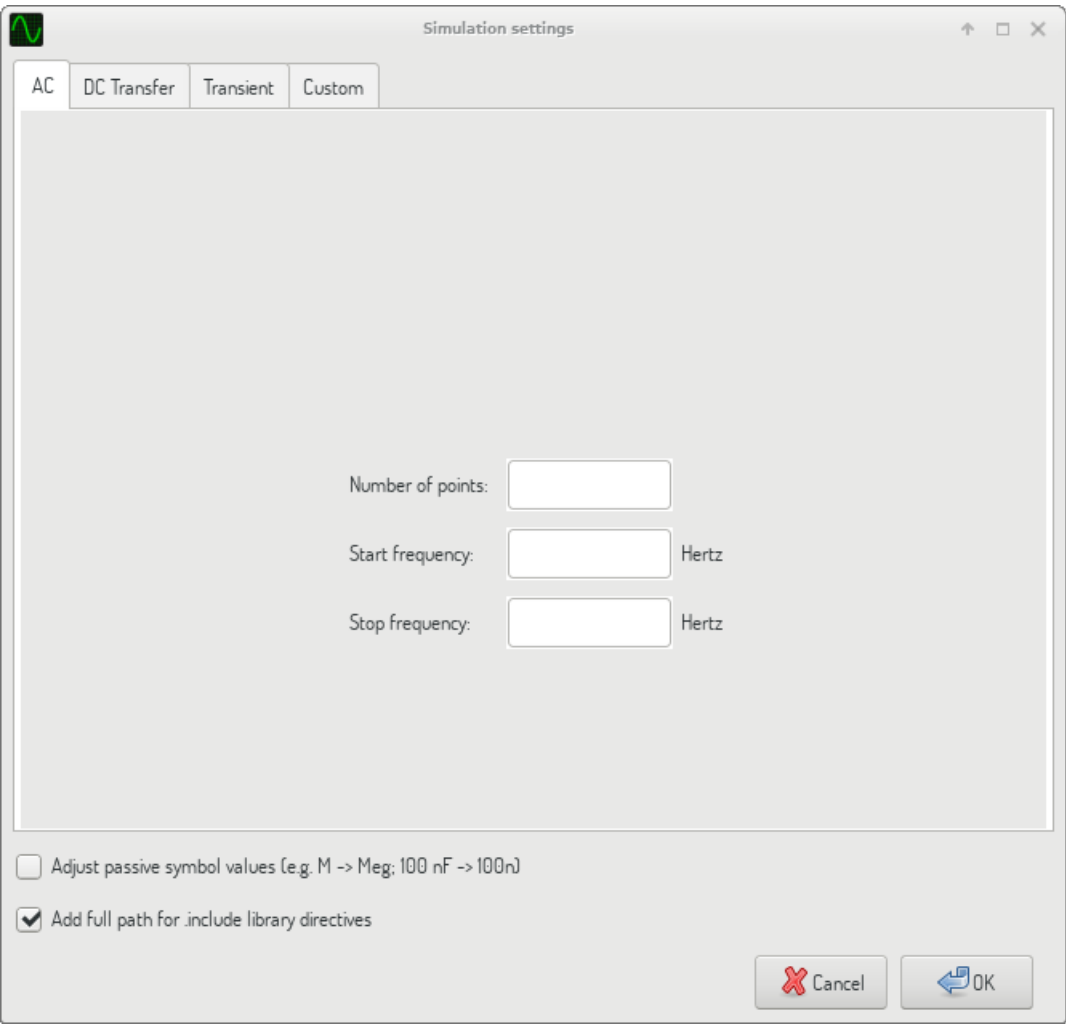 Simulation settings
AC DC Transfer Transient Custom
Number of points:
Start frequency: Hertz
Stop frequency: Hertz
Adjust passive symbol values (e.g. M -> Meg; 100 nF -> 100n)
Add full path for .include library directives
Cancel OK